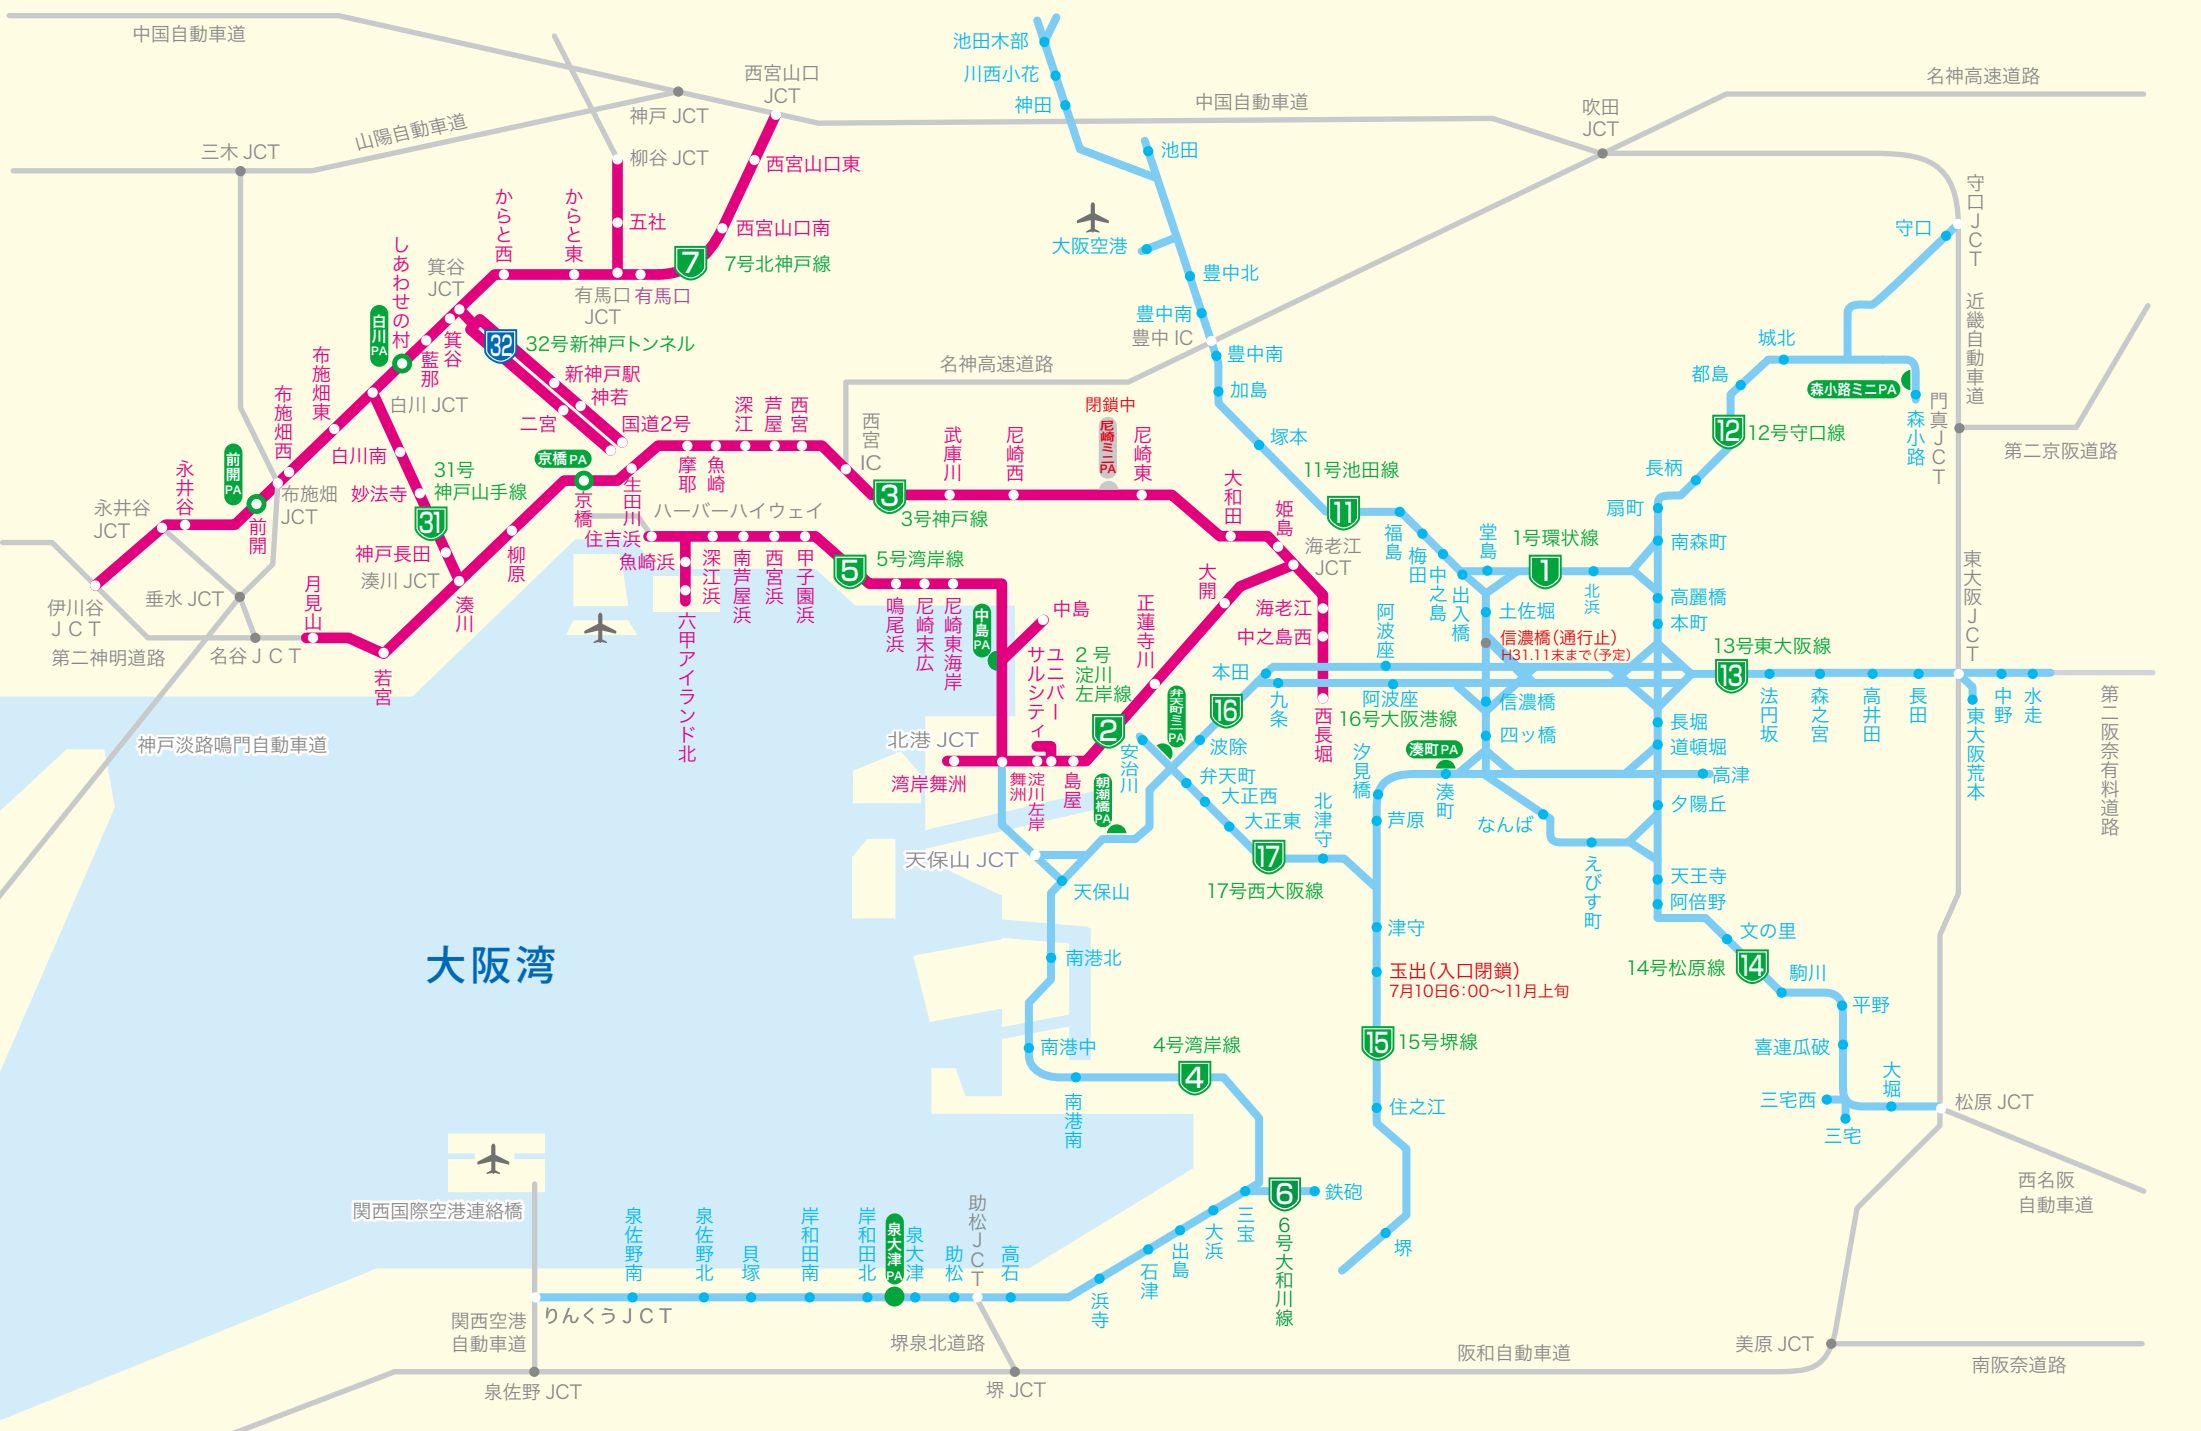 中国自動車道
山陽自動車道
三木 JCT
神戸 JCT
西宮山口
JCT
柳谷 JCT
西宮山口東
西宮山口南
五社
からと西
からと東
7
7号北神戸線
有馬口
JCT
有馬口
しあわせの村
箕谷
JCT
白川
PA
藍那
箕谷
32
32号新神戸トンネル
新神戸駅
神若
二宮
国道2号
布施畑東
布施畑西
白川 JCT
白川南
前開
PA
永井谷
永井谷
JCT
前開
布施畑
JCT
妙法寺
31号
神戸山手線
31
神戸長田
湊川 JCT
湊川
柳原
京橋PA
京橋
生田川
摩耶
魚崎
深江
芦屋
西宮
西宮
IC
武庫川
尼崎西
閉鎖中
尼崎ミニ
PA
尼崎東
大和田
姫島
3
3号神戸線
ハーバーハイウェイ
住吉浜
魚崎浜
深江浜
南芦屋浜
西宮浜
甲子園浜
5
5号湾岸線
鳴尾浜
尼崎末広
尼崎東海岸
中島
PA
中島
六甲アイランド北
伊川谷
JCT
第二神明道路
垂水 JCT
名谷 JCT
月見山
若宮
神戸淡路鳴門自動車道
北港 JCT
湾岸舞洲
舞洲
淀川左岸
ユニバーサルシティ
島屋
2号
淀川
左岸線
2
正蓮寺川
大開
海老江
JCT
海老江
中之島西
西長堀
池田木部
川西小花
神田
池田
大阪空港
中国自動車道
豊中北
豊中南
豊中 IC
豊中南
加島
名神高速道路
塚本
11号池田線
11
福島
梅田
中之島
出入橋
堂島
1号環状線
1
北浜
土佐堀
信濃橋(通行止)
H31.11末まで(予定)
信濃橋
四ッ橋
阿波座
本田
九条
阿波座
16
16号大阪港線
波除
弁天町ミニ
PA
安治川
弁天町
大正西
大正東
朝潮橋
PA
17
17号西大阪線
北津守
天保山 JCT
天保山
南港北
南港中
南港南
4号湾岸線
4
汐見橋
湊町PA
湊町
芦原
津守
玉出(入口閉鎖)
7月10日6:00~11月上旬
15
15号堺線
住之江
堺
なんば
えびす町
高津
夕陽丘
天王寺
阿倍野
文の里
14号松原線
14
駒川
平野
喜連瓜破
三宅西
三宅
大堀
松原 JCT
西名阪
自動車道
吹田
JCT
名神高速道路
守口JCT
守口
近畿自動車道
城北
都島
森小路ミニPA
森小路
門真JCT
第二京阪道路
12
12号守口線
長柄
扇町
南森町
高麗橋
本町
長堀
道頓堀
13号東大阪線
13
法円坂
森之宮
高井田
長田
東大阪JCT
東大阪荒本
中野
水走
第二阪奈有料道路
大阪湾
関西国際空港連絡橋
泉佐野南
泉佐野北
貝塚
岸和田南
岸和田北
泉大津
PA
泉大津
助松
助松JCT
高石
浜寺
石津
出島
大浜
三宝
6
鉄砲
6号大和川線
りんくうJCT
関西空港
自動車道
泉佐野 JCT
堺泉北道路
堺 JCT
阪和自動車道
美原 JCT
南阪奈道路